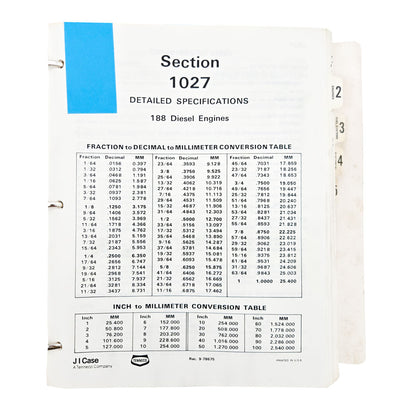 Section
1027
DETAILED SPECIFICATIONS
188 Diesel Engines
FRACTION to DECIMAL to MILLIMETER CONVERSION TABLE
Fraction Decimal MM
1/64 .0156 0.397
1/32 .0312 0.794
3/64 .0468 1.191
1/16 .0625 1.587
5/64 .0781 1.984
3/32 .0937 2.381
7/64 .1093 2.778
1/8 .1250 3.175
9/64 .1406 3.572
5/32 .1562 3.969
11/64 .1718 4.366
3/16 .1875 4.762
13/64 .2031 5.159
7/32 .2187 5.556
15/64 .2343 5.953
1/4 .2500 6.350
17/64 .2656 6.747
9/32 .2812 7.144
19/64 .2968 7.541
5/16 .3125 7.937
21/64 .3281 8.334
11/32 .3437 8.731
Fraction Decimal MM
23/64 .3593 9.128
3/8 .3750 9.525
25/64 .3906 9.922
13/32 .4062 10.319
27/64 .4218 10.716
7/16 .4375 11.113
29/64 .4531 11.509
15/32 .4687 11.906
31/64 .4843 12.303
1/2 .5000 12.700
33/64 .5156 13.097
17/32 .5312 13.494
35/64 .5468 13.891
9/16 .5625 14.287
37/64 .5781 14.684
19/32 .5937 15.081
39/64 .6093 15.478
5/8 .6250 15.875
41/64 .6406 16.272
21/32 .6562 16.669
43/64 .6718 17.066
11/16 .6875 17.462
Fraction Decimal MM
45/64 .7031 17.859
23/32 .7187 18.256
47/64 .7343 18.653
3/4 .7500 19.050
49/64 .7656 19.447
25/32 .7812 19.844
51/64 .7968 20.241
13/16 .8125 20.638
53/64 .8281 21.034
27/32 .8437 21.431
55/64 .8593 21.828
7/8 .8750 22.225
57/64 .8906 22.622
29/32 .9062 23.019
59/64 .9218 23.416
15/16 .9375 23.812
61/64 .9531 24.209
31/32 .9687 24.606
63/64 .9843 25.003
1 1.0000 25.400
INCH to MILLIMETER CONVERSION TABLE
Inch MM Inch MM Inch MM Inch MM
1 25.400 6 152.400 10 254.000 60 1,524.000
2 50.800 7 177.800 20 508.000 70 1,778.000
3 76.200 8 203.200 30 762.000 80 2,032.000
4 101.600 9 228.600 40 1,016.000 90 2,286.000
5 127.000 10 254.000 50 1,270.000 100 2,540.000
J I Case
A Tenneco Company
TENNECO
Rac. 9-78675
PRINTED IN U.S.A.
2
3
4